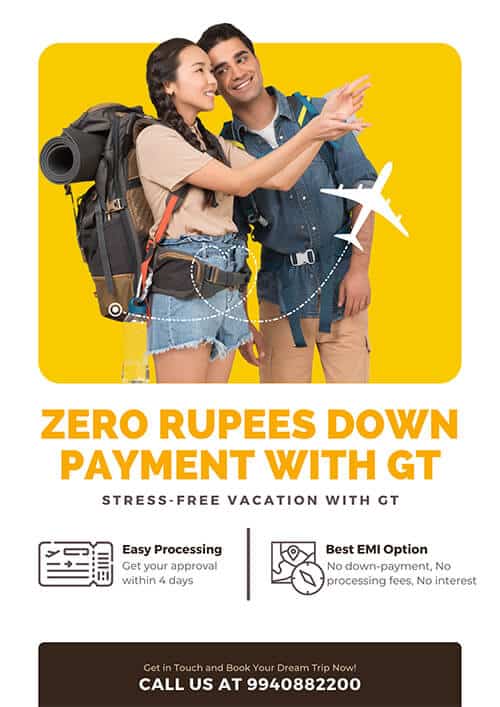 ZERO RUPEES DOWN
PAYMENT WITH GT
STRESS-FREE VACATION WITH GT
Easy Processing
Get your approval
within 4 days
Best EMI Option
No down-payment, No
processing fees, No interest
Get in Touch and Book Your Dream Trip Now!
CALL US AT 9940882200